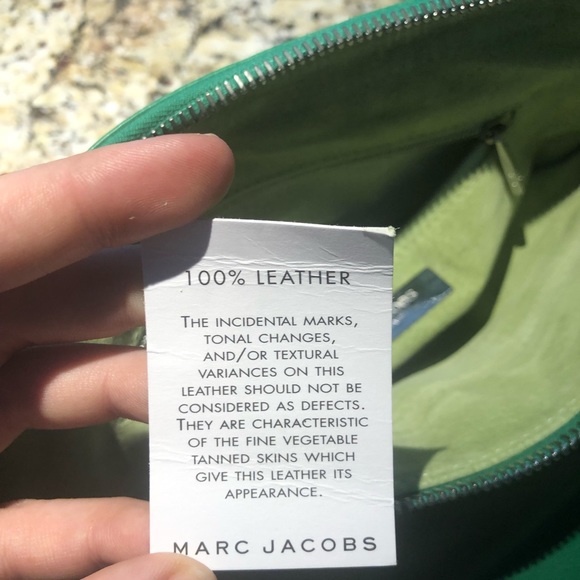 100% LEATHER
THE INCIDENTAL MARKS,
TONAL CHANGES,
AND/OR TEXTURAL
VARIANCES ON THIS
LEATHER SHOULD NOT BE
CONSIDERED AS DEFECTS.
THEY ARE CHARACTERISTIC
OF THE FINE VEGETABLE
TANNED SKINS WHICH
GIVE THIS LEATHER ITS
APPEARANCE.
MARC JACOBS